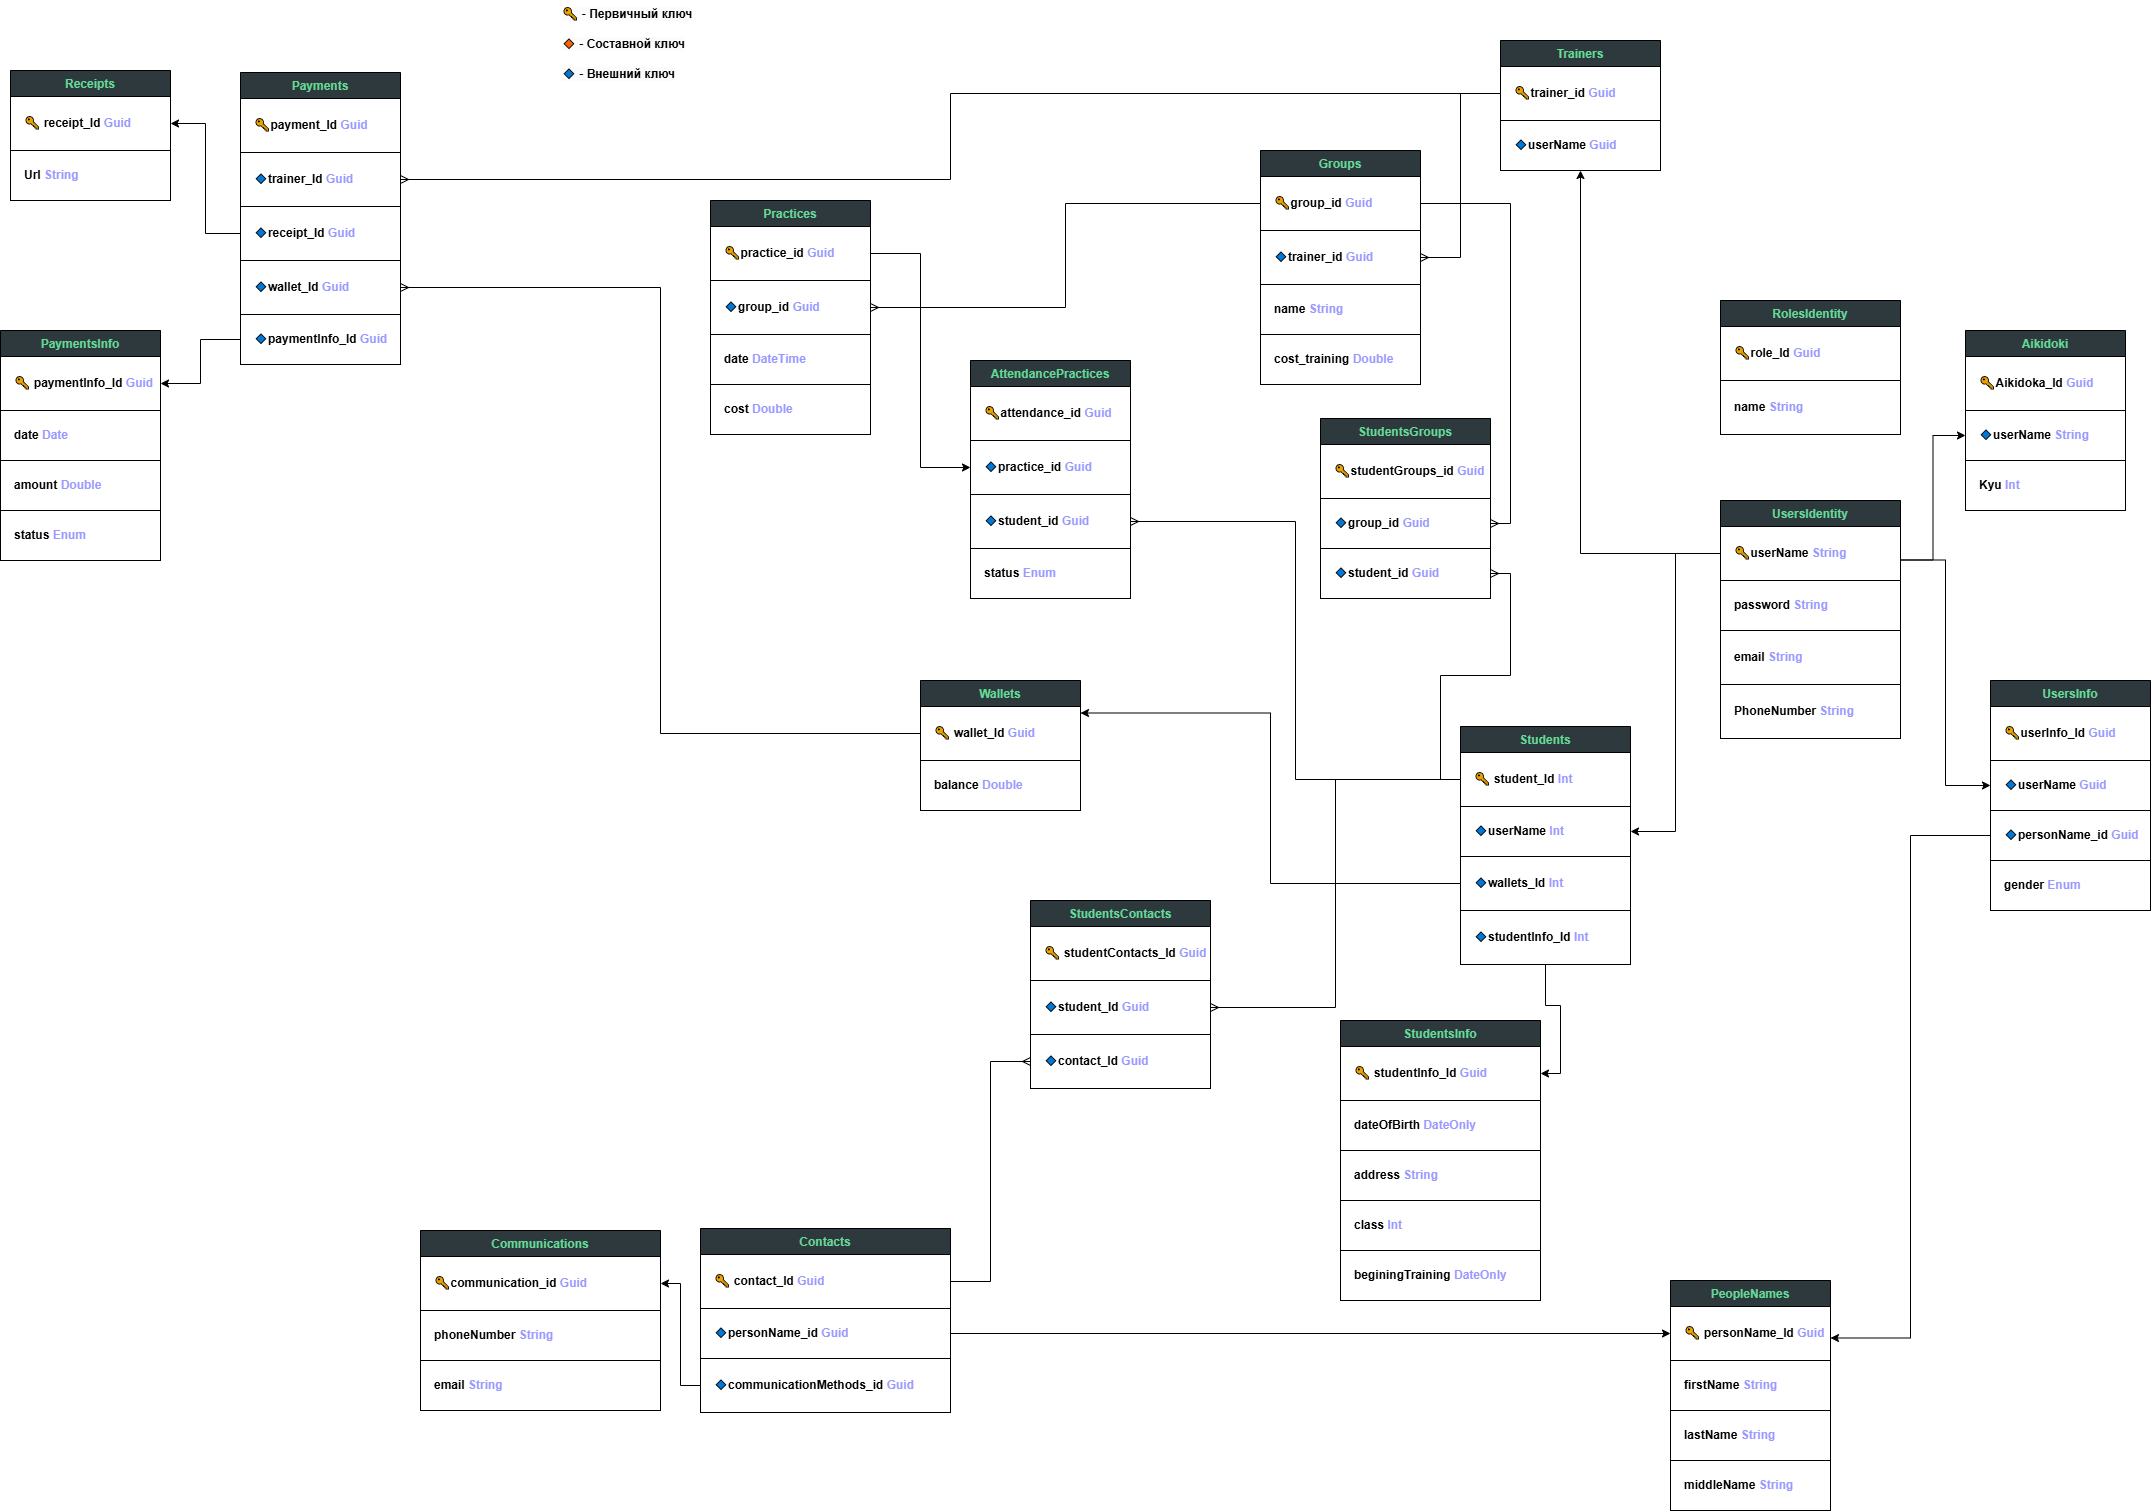 - Первичный ключ
- Составной ключ
- Внешний ключ
Receipts
receipt_Id Guid
Url String
Payments
payment_Id Guid
trainer_Id Guid
receipt_Id Guid
wallet_Id Guid
paymentInfo_Id Guid
PaymentsInfo
paymentInfo_Id Guid
date Date
amount Double
status Enum
Practices
practice_id Guid
group_id Guid
date DateTime
cost Double
AttendancePractices
attendance_id Guid
practice_id Guid
student_id Guid
status Enum
Groups
group_id Guid
trainer_id Guid
name String
cost_training Double
Trainers
trainer_id Guid
userName Guid
StudentsGroups
studentGroups_id Guid
group_id Guid
student_id Guid
RolesIdentity
role_Id Guid
name String
Aikidoki
Aikidoka_Id Guid
userName String
Kyu Int
UsersIdentity
userName String
password String
email String
PhoneNumber String
UsersInfo
userInfo_Id Guid
userName Guid
personName_id Guid
gender Enum
Wallets
wallet_Id Guid
balance Double
Students
student_Id Int
userName Int
wallets_Id Int
studentInfo_Id Int
StudentsContacts
studentContacts_Id Guid
student_Id Guid
contact_Id Guid
StudentsInfo
studentInfo_Id Guid
dateOfBirth DateOnly
address String
class Int
beginingTraining DateOnly
Communications
communication_id Guid
phoneNumber String
email String
Contacts
contact_Id Guid
personName_id Guid
communicationMethods_id Guid
PeopleNames
personName_Id Guid
firstName String
lastName String
middleName String